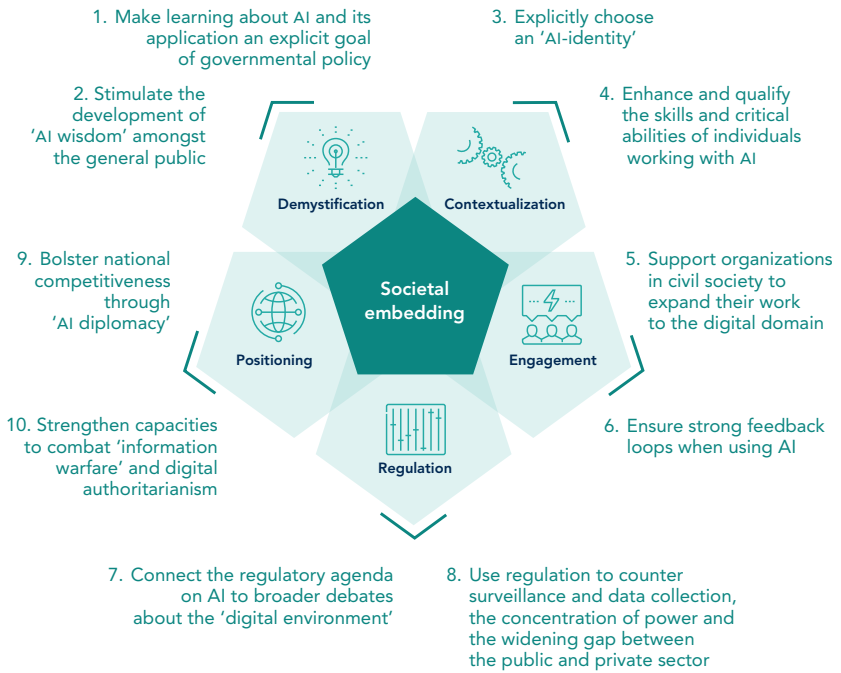 1. Make learning about AI and its
application an explicit goal
of governmental policy
3. Explicitly choose
an ‘AI-identity’
2. Stimulate the
development of
‘AI wisdom’ amongst
the general public
4. Enhance and qualify
the skills and critical
abilities of individuals
working with AI
Demystification
Contextualization
Societal
embedding
9. Bolster national
competitiveness
through
‘AI diplomacy’
5. Support organizations
in civil society to
expand their work
to the digital domain
Positioning
Engagement
10. Strengthen capacities
to combat ‘information
warfare’ and digital
authoritarianism
6. Ensure strong feedback
loops when using AI
Regulation
7. Connect the regulatory agenda
on AI to broader debates
about the ‘digital environment’
8. Use regulation to counter
surveillance and data collection,
the concentration of power and
the widening gap between
the public and private sector